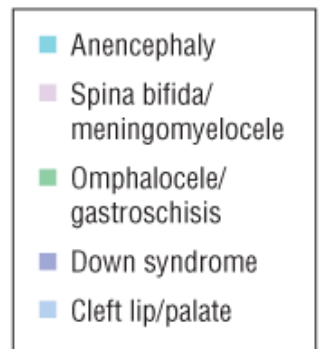 Anencephaly
Spina bifida/
meningomyelocele
Omphalocele/
gastroschisis
Down syndrome
Cleft lip/palate